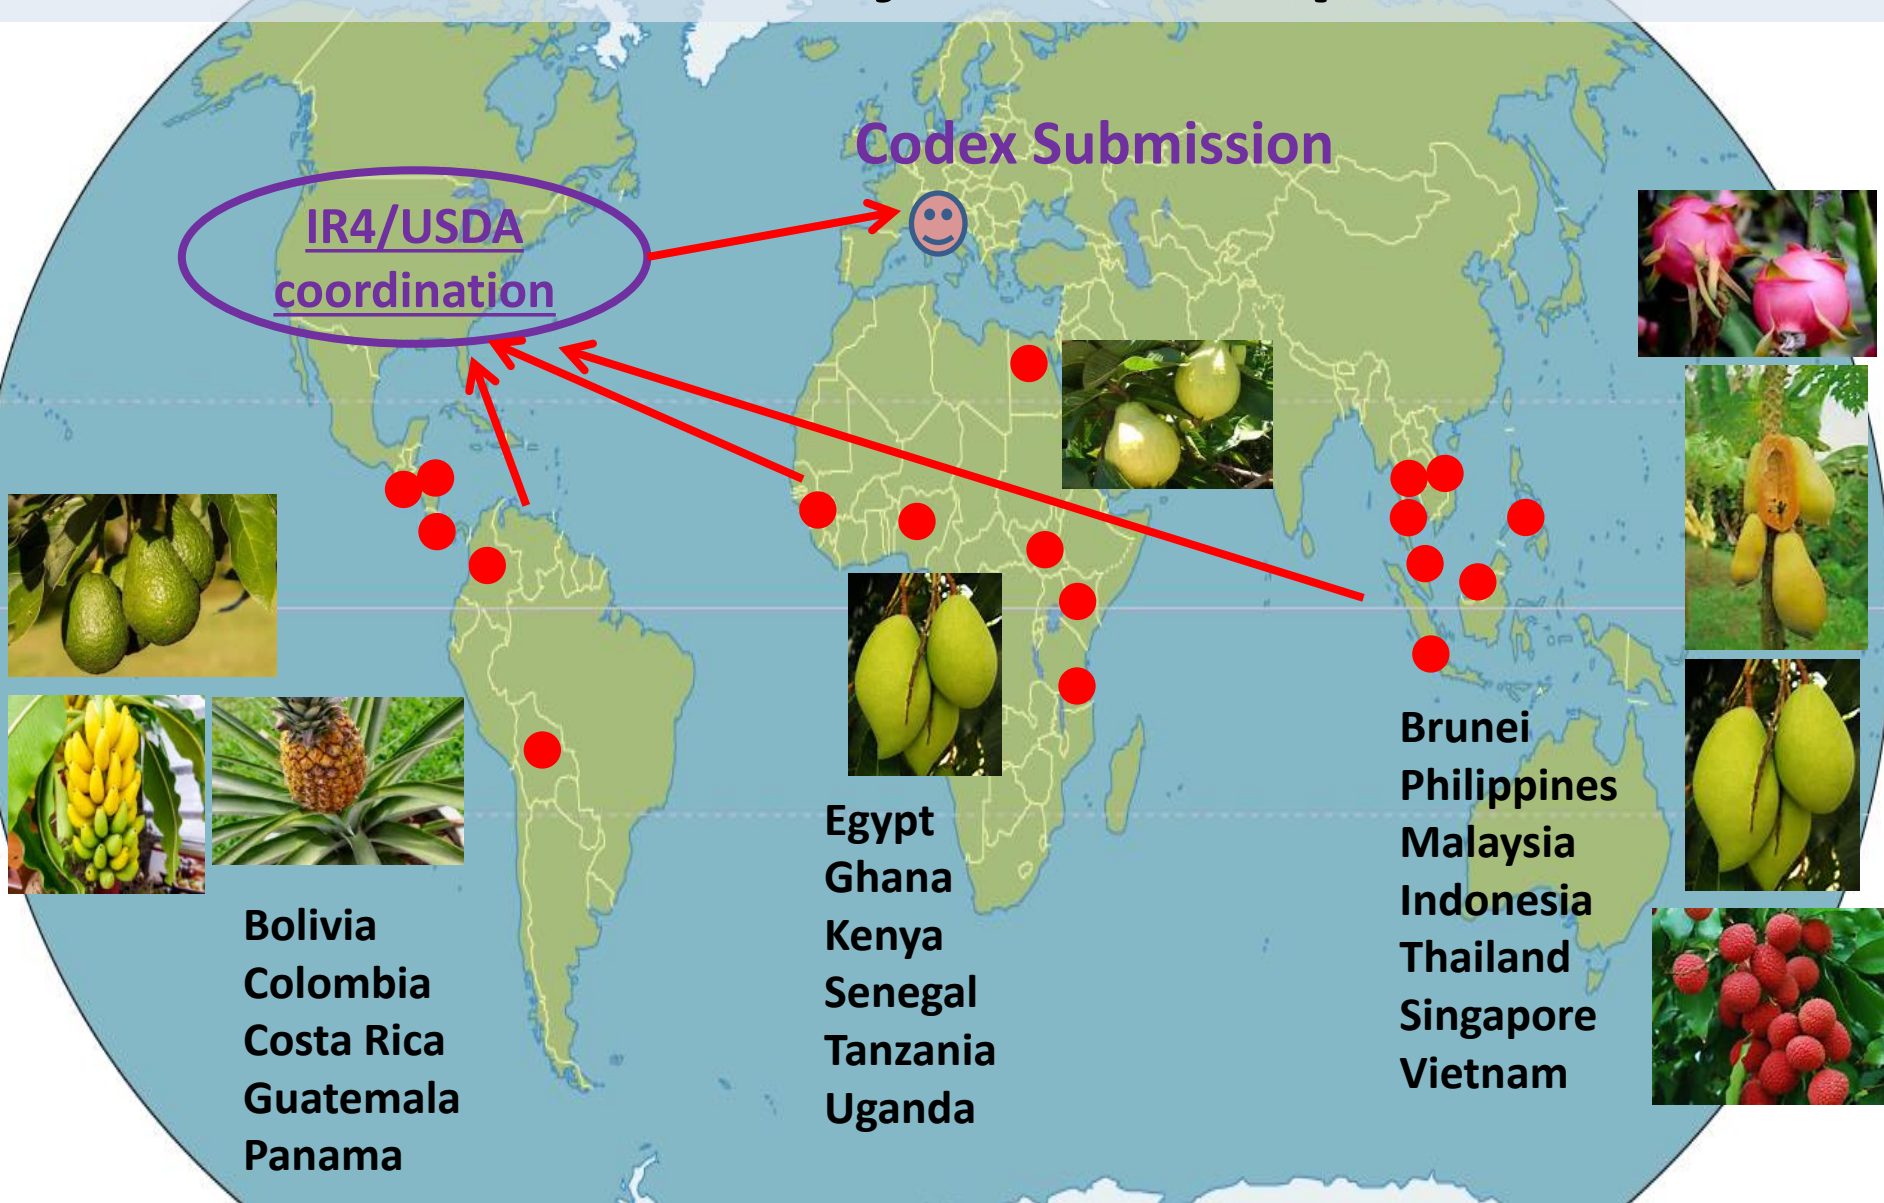 Codex Submission
IR4/USDA
coordination
Bolivia
Colombia
Costa Rica
Guatemala
Panama
Egypt
Ghana
Kenya
Senegal
Tanzania
Uganda
Brunei
Philippines
Malaysia
Indonesia
Thailand
Singapore
Vietnam